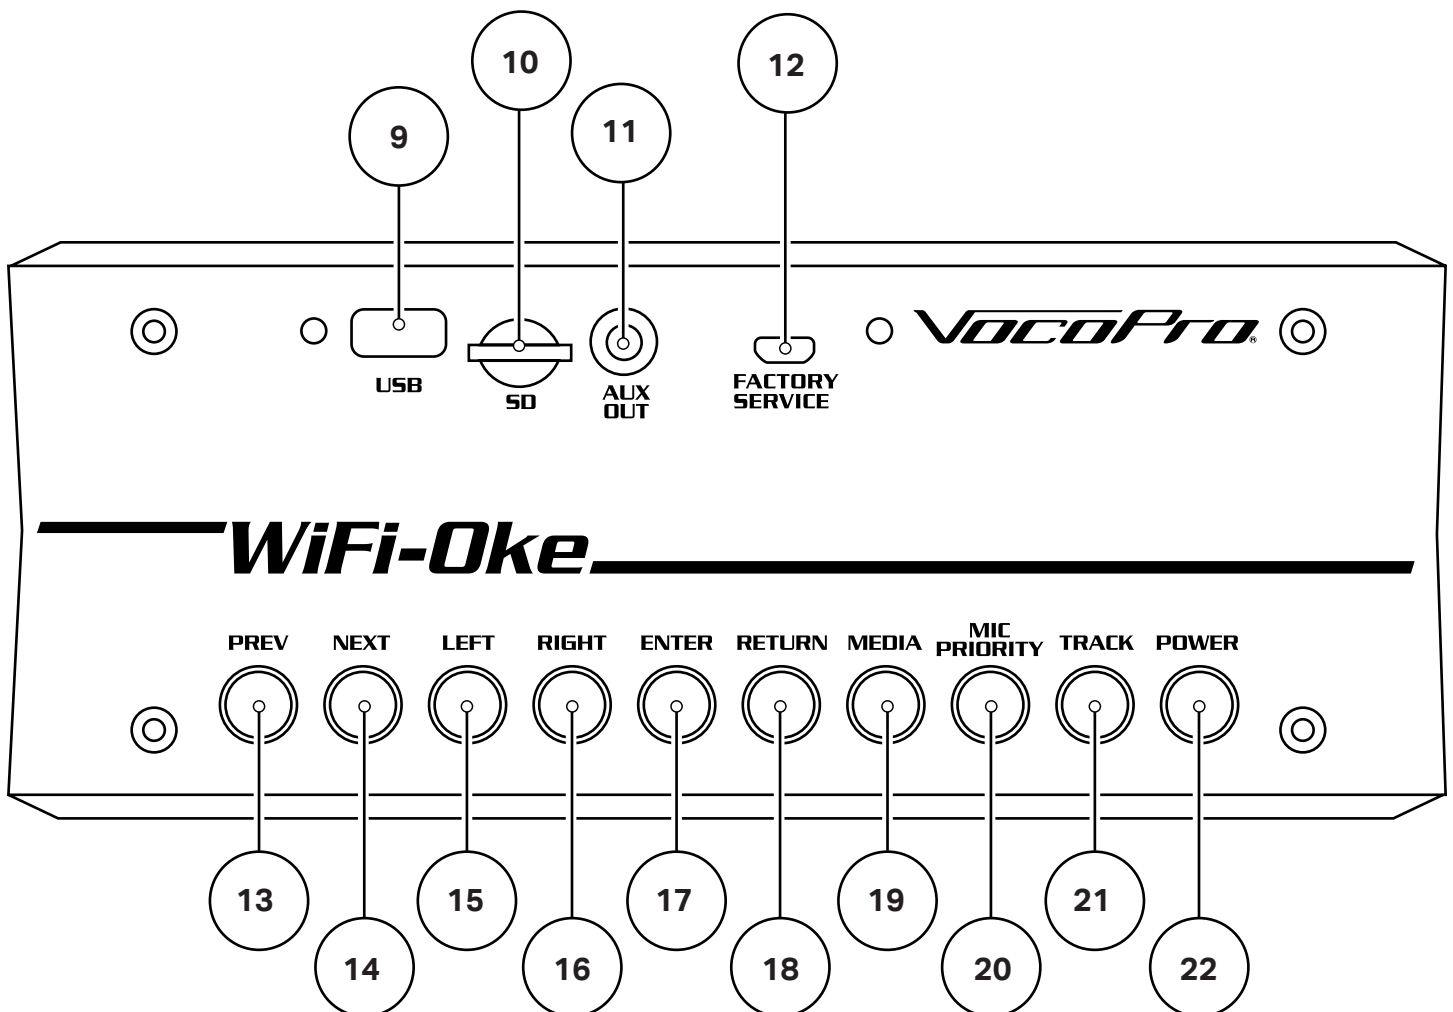 10
12
11
9
VocoPro®
USB
SD
AUX
OUT
FACTORY
SERVICE
WiFi-Oke
PREV
NEXT
LEFT
RIGHT
ENTER
RETURN
MEDIA
MIC
PRIORITY
TRACK
POWER
13
15
17
19
21
14
16
18
20
22